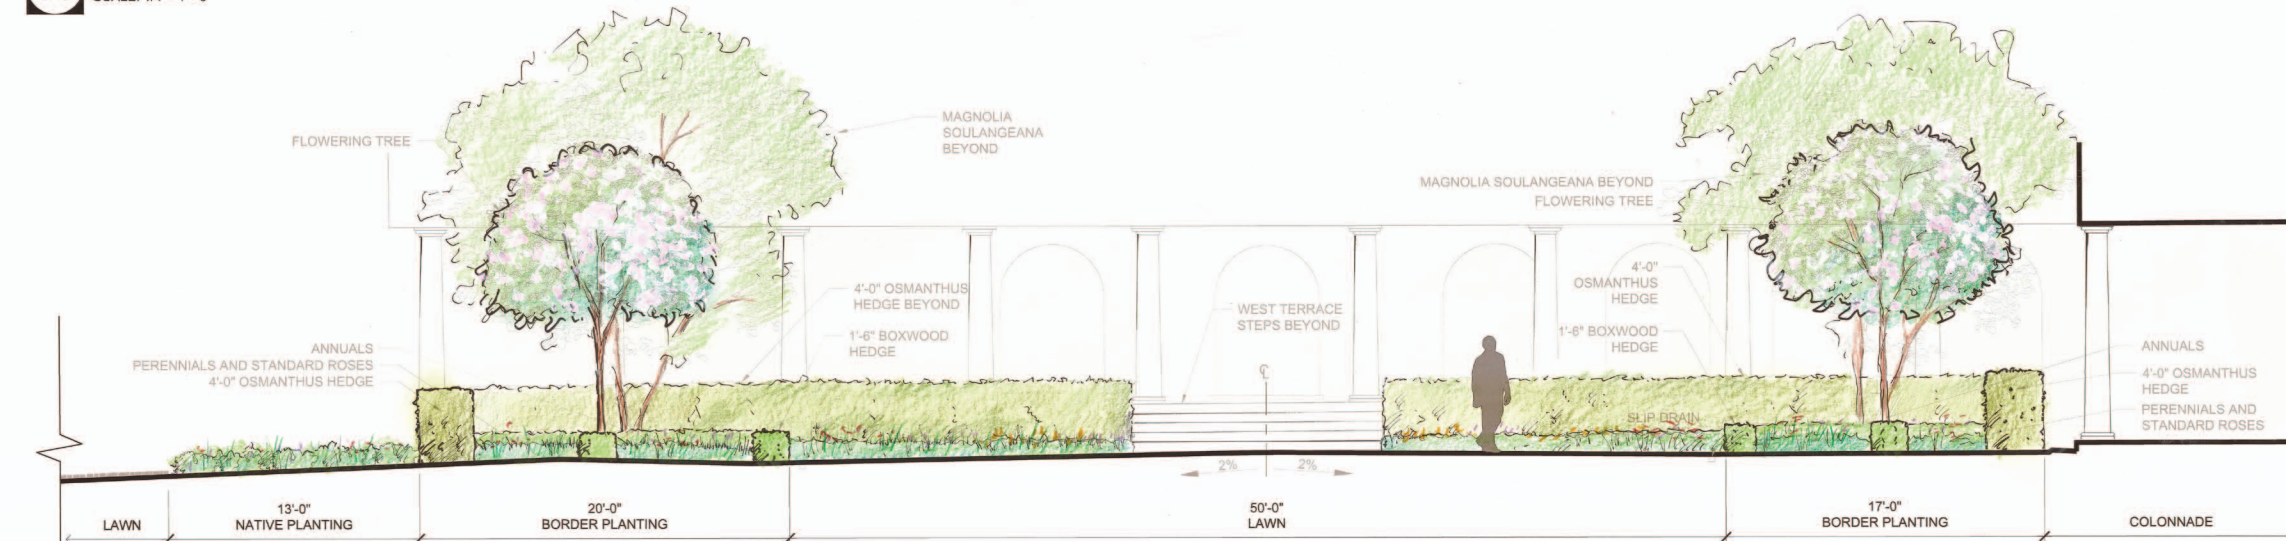 FLOWERING TREE
MAGNOLIA
SOULANGEANA
BEYOND
MAGNOLIA SOULANGEANA BEYOND
FLOWERING TREE
4'-0" OSMANTHUS
HEDGE BEYOND
1'-6" BOXWOOD
HEDGE
WEST TERRACE
STEPS BEYOND
4'-0"
OSMANTHUS
HEDGE
1'-6" BOXWOOD
HEDGE
ANNUALS
PERENNIALS AND STANDARD ROSES
4'-0" OSMANTHUS HEDGE
ANNUALS
4'-0" OSMANTHUS
HEDGE
PERENNIALS AND
STANDARD ROSES
SLIP DRAIN
2% 2%
LAWN
13'-0"
NATIVE PLANTING
20'-0"
BORDER PLANTING
50'-0"
LAWN
17'-0"
BORDER PLANTING
COLONNADE